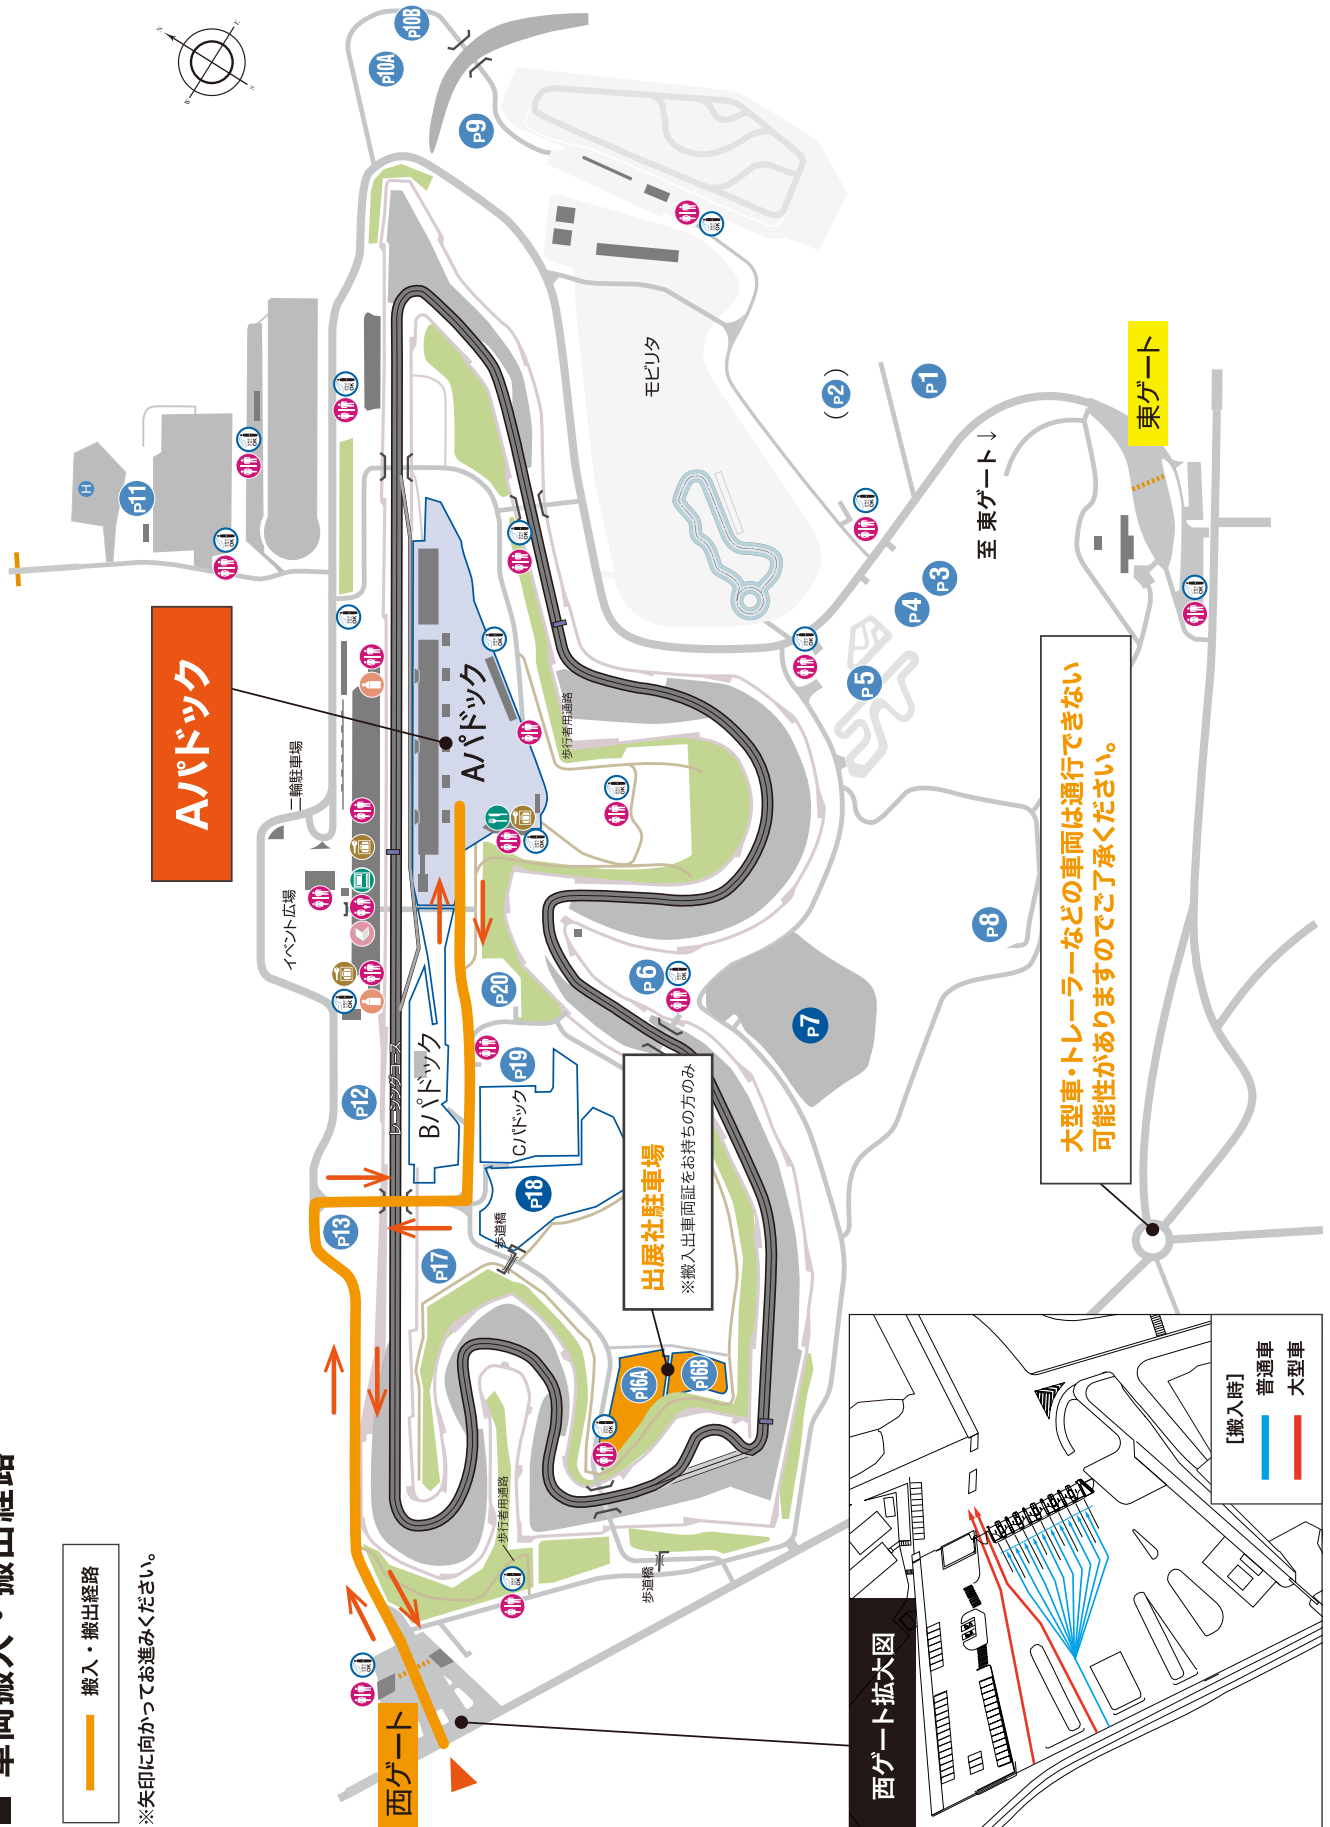 ■ 車両搬入・搬出経路
搬入・搬出経路
※矢印に向かってお進みください。
Aパドック
二輪駐車場
イベント広場
Aパドック
Bパドック
Cパドック
レーシングコース
歩行者用通路
モビリタ
P10A
P10B
P9
P11
H
(P2)
P1
P3
P4
P5
P6
P7
P8
P12
P13
P17
P18
P19
P20
P16A
P16B
至 東ゲート→
東ゲート
歩道橋
出展社駐車場
※搬入出車両証をお持ちの方のみ
大型車・トレーラーなどの車両は通行できない
可能性がありますのでご了承ください。
歩行者用通路
歩道橋
西ゲート
西ゲート拡大図
[搬入時]
普通車
大型車
N
E
S
W